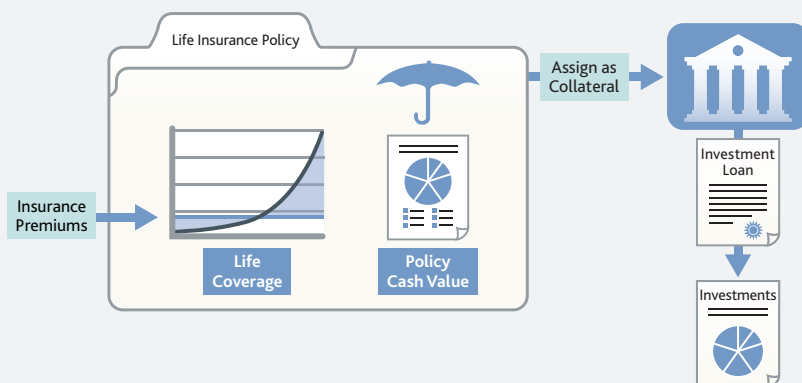 Life Insurance Policy
Insurance
Premiums
Life
Coverage
Policy
Cash Value
Assign as
Collateral
Investment
Loan
Investments